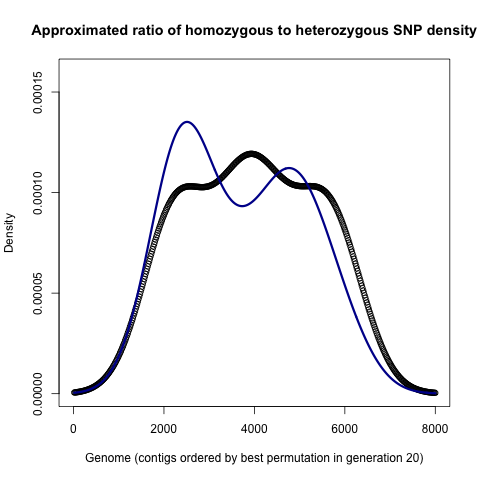 Approximated ratio of homozygous to heterozygous SNP density
0.00015
0.00010
0.00005
0.00000
Density
0 2000 4000 6000 8000
Genome (contigs ordered by best permutation in generation 20)